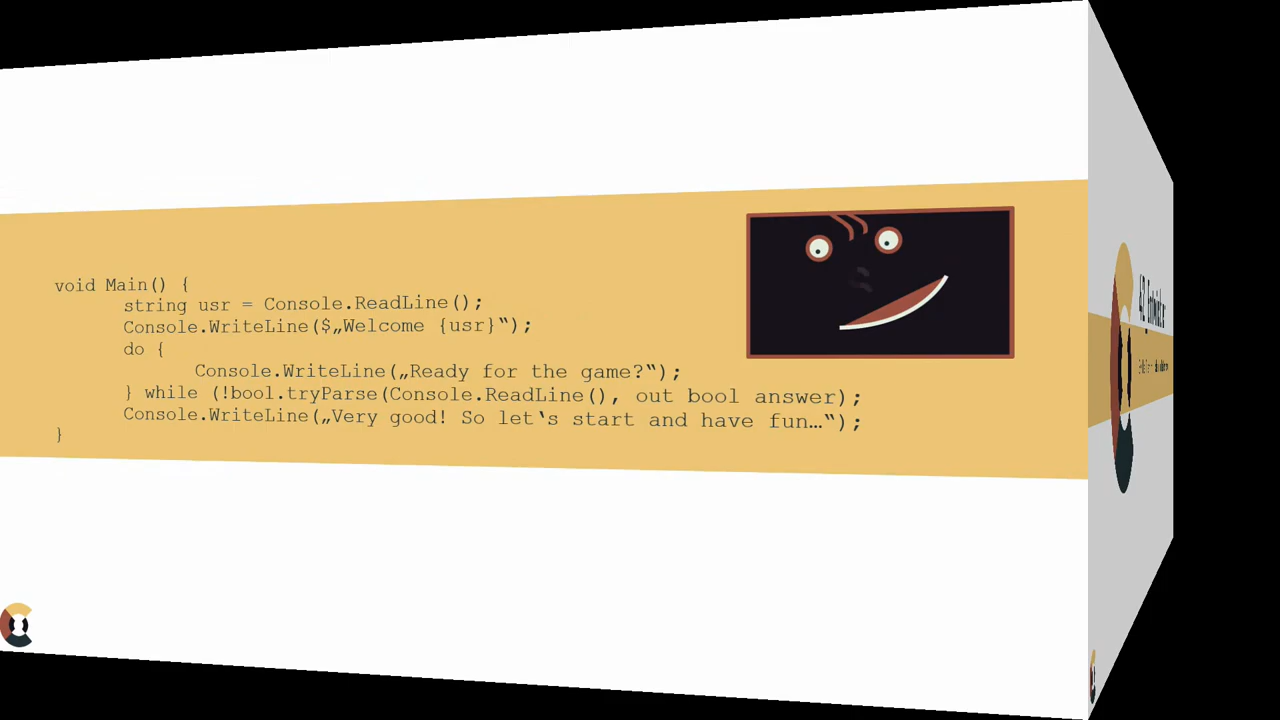 void Main() {
string usr = Console.ReadLine();
Console.WriteLine($„Welcome {usr}‟);
do {
Console.WriteLine(„Ready for the game?‟);
} while (!bool.tryParse(Console.ReadLine(), out bool answer);
Console.WriteLine(„Very good! So let‛s start and have fun…‟);
}